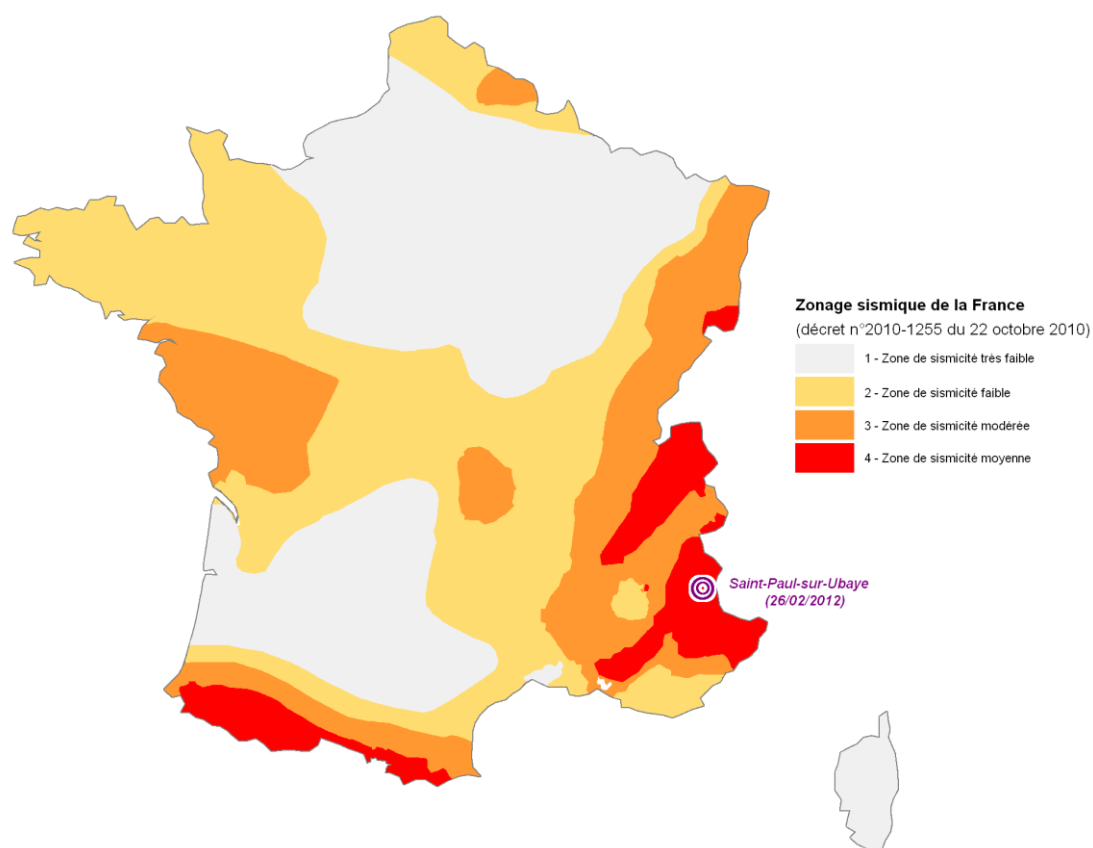 Zonage sismique de la France
(décret n°2010-1255 du 22 octobre 2010)
1 - Zone de sismicité très faible
2 - Zone de sismicité faible
3 - Zone de sismicité modérée
4 - Zone de sismicité moyenne
Saint-Paul-sur-Ubaye
(26/02/2012)